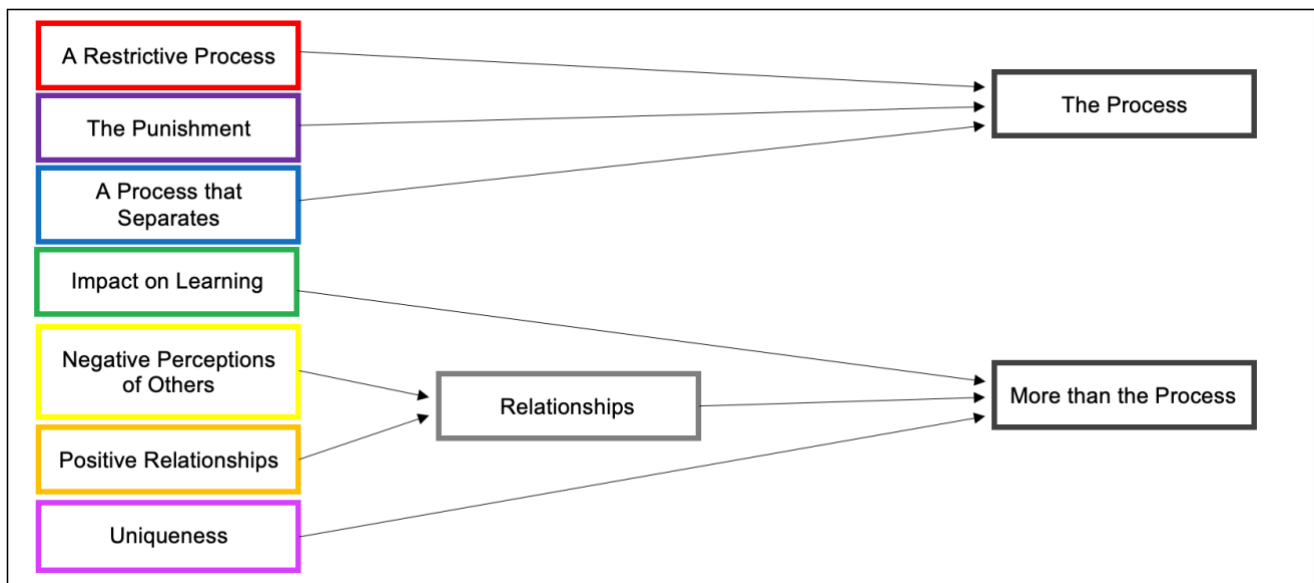 A Restrictive Process
The Punishment
A Process that
Separates
Impact on Learning
Negative Perceptions
of Others
Positive Relationships
Uniqueness
Relationships
The Process
More than the Process